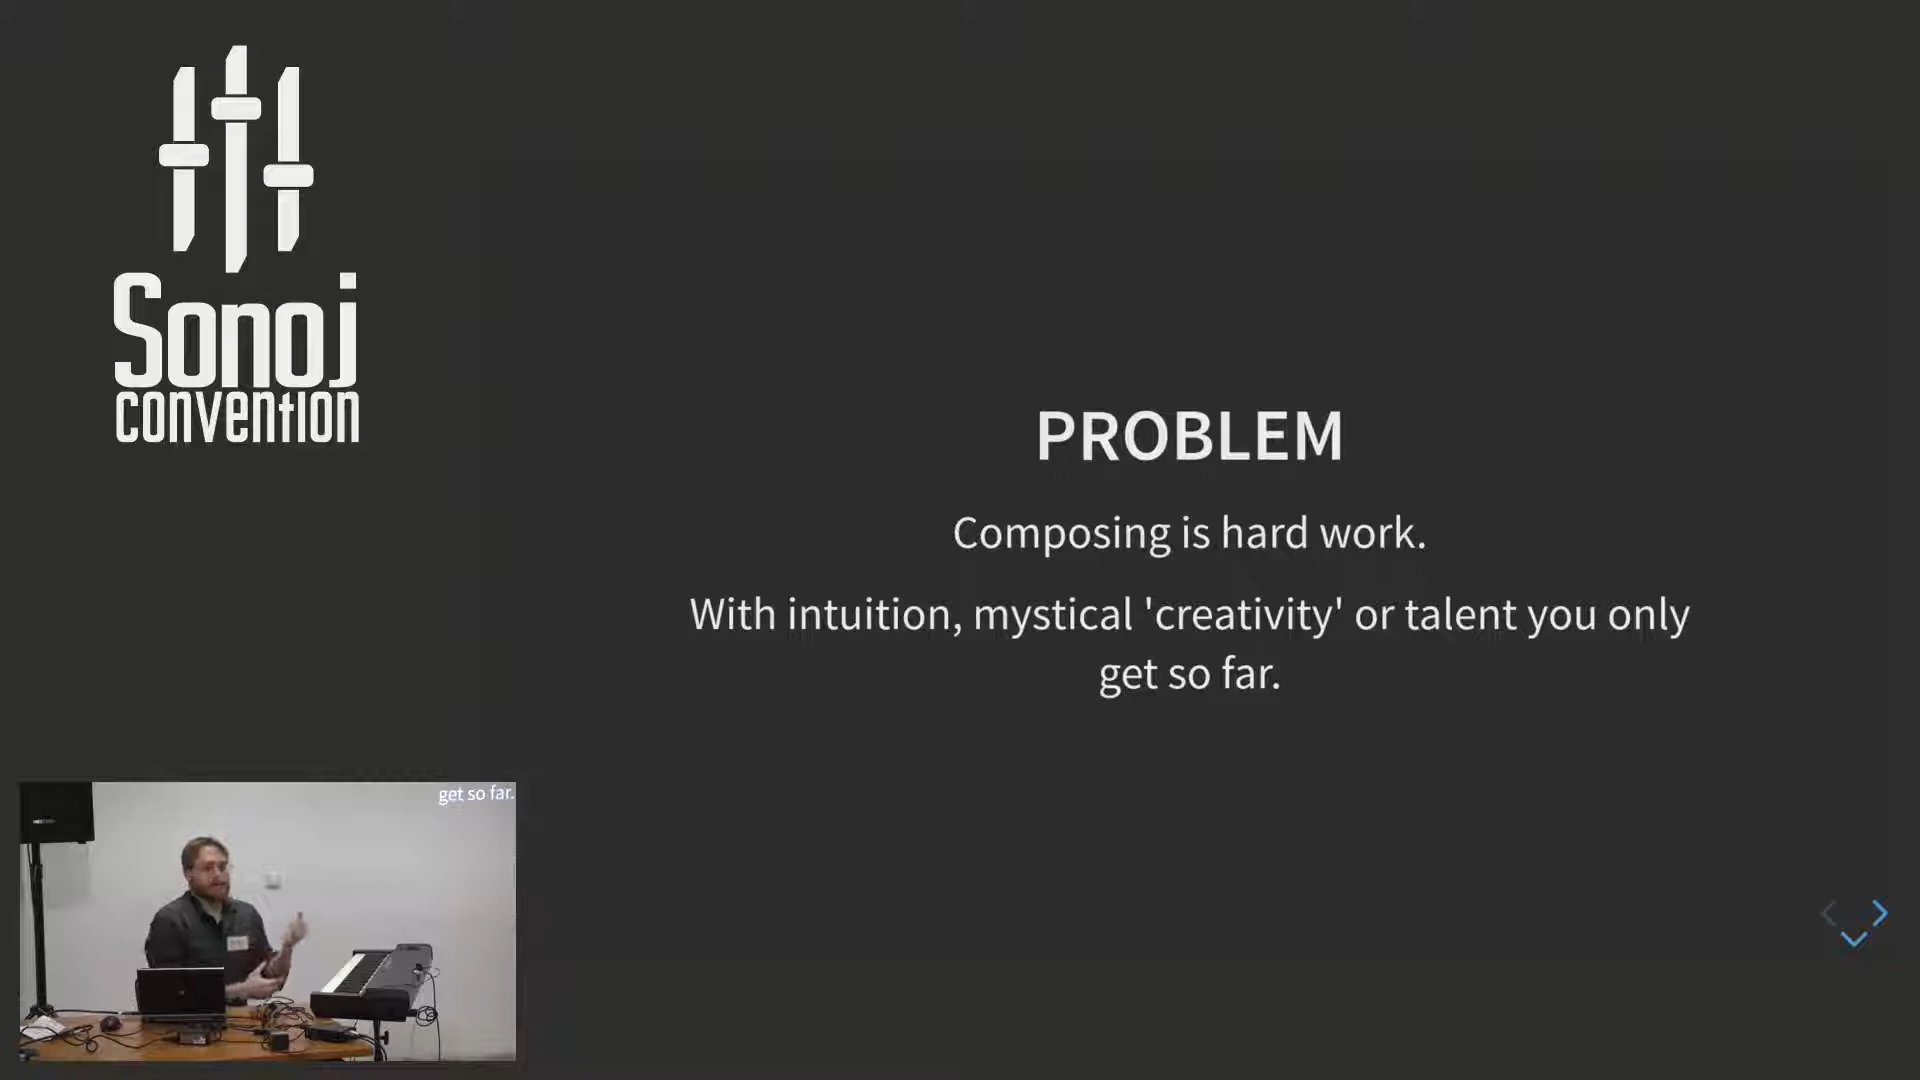 Sonoj
convention
PROBLEM
Composing is hard work.
With intuition, mystical 'creativity' or talent you only
get so far.
get so far.